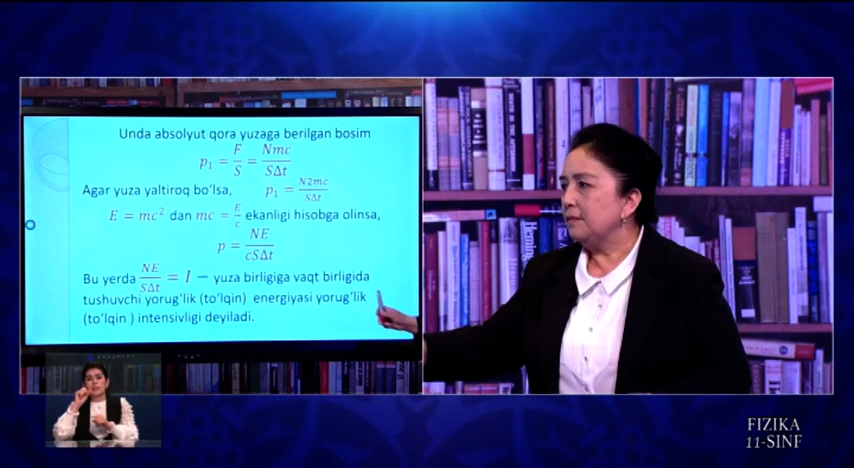 Unda absolyut qora yuzaga berilgan bosim
p₁ = F/S = Nmc/SΔt
Agar yuza yaltiroq bo'lsa, p₁ = N2mc/SΔt
E = mc² dan mc = E/c ekanligi hisobga olinsa,
p = NE/cSΔt
Bu yerda NE/SΔt = I − yuza birligiga vaqt birligida
tushuvchi yorug'lik (to'lqin) energiyasi yorug'lik
(to'lqin ) intensivligi deyiladi.
FIZIKA
11-SINF